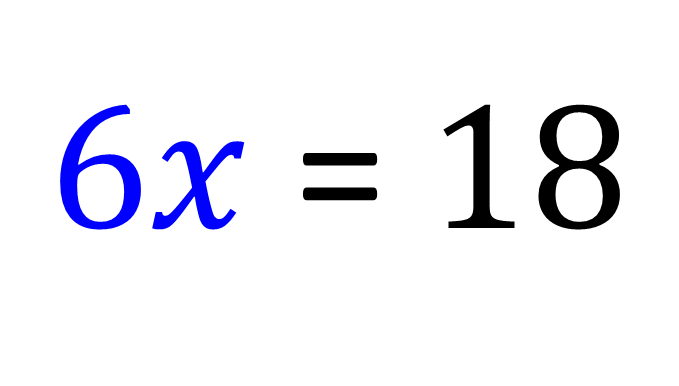 6x = 18